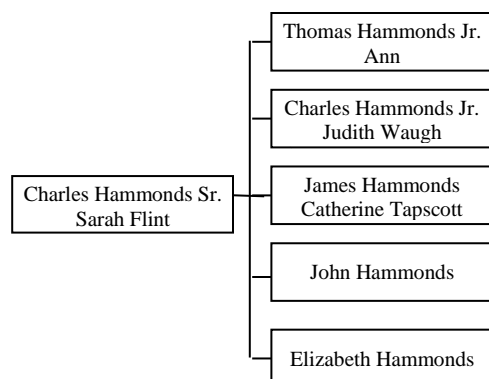 Thomas Hammonds Jr.
Ann
Charles Hammonds Jr.
Judith Waugh
Charles Hammonds Sr.
Sarah Flint
James Hammonds
Catherine Tapscott
John Hammonds
Elizabeth Hammonds